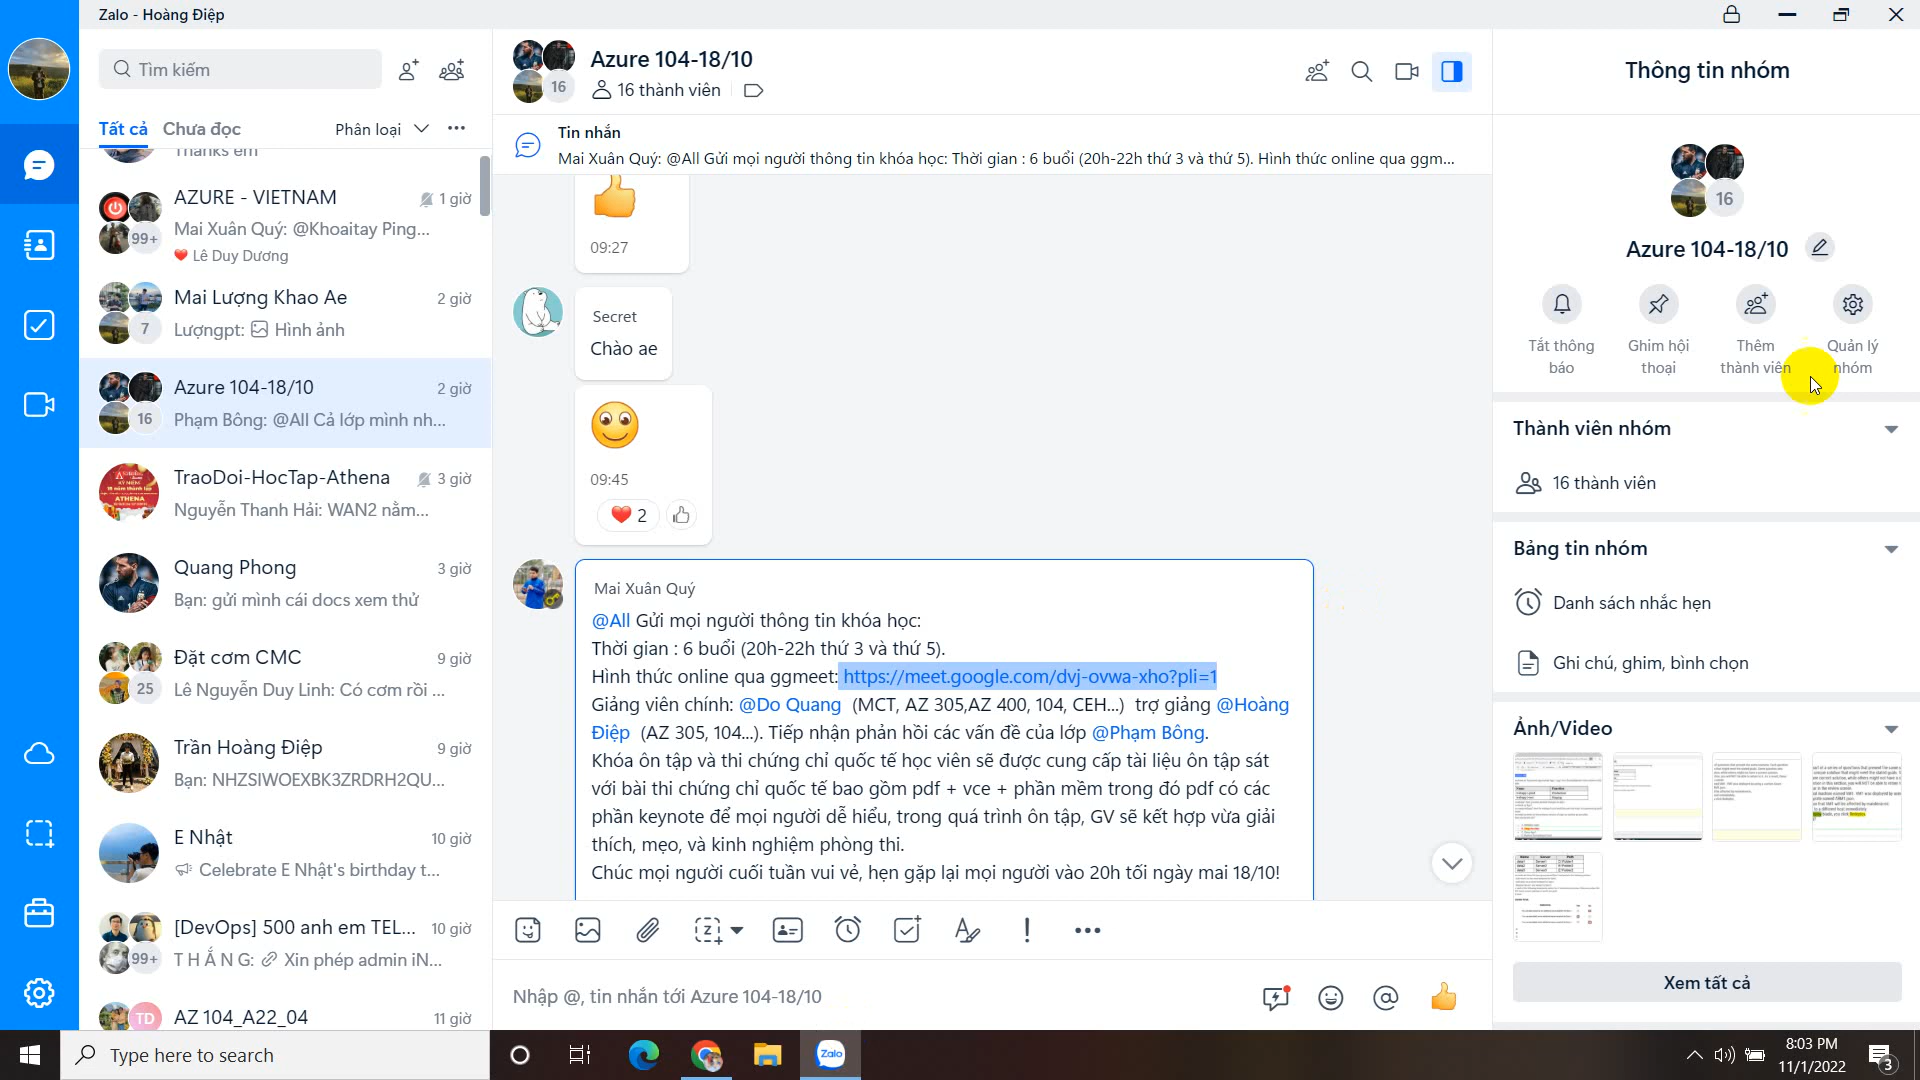 Zalo - Hoàng Điệp
Tìm kiếm
Tất cả
Chưa đọc
Phân loại
Thanks em
AZURE - VIETNAM
1 giờ
Mai Xuân Quý: @Khoaitay Ping...
Lê Duy Dương
99+
Mai Lượng Khao Ae
2 giờ
Lượngpt: Hình ảnh
7
Azure 104-18/10
2 giờ
Phạm Bông: @All Cả lớp mình nh...
16
TraoDoi-HocTap-Athena
3 giờ
Nguyễn Thanh Hải: WAN2 nằm...
Quang Phong
3 giờ
Bạn: gửi mình cái docs xem thử
Đặt cơm CMC
9 giờ
Lê Nguyễn Duy Linh: Có cơm rồi ...
25
Trần Hoàng Điệp
9 giờ
Bạn: NHZSIWOEXBK3ZRDRH2QU...
E Nhật
10 giờ
Celebrate E Nhật's birthday t...
[DevOps] 500 anh em TEL...
10 giờ
T H Ắ N G: Xin phép admin iN...
99+
AZ 104_A22_04
11 giờ
TD
Azure 104-18/10
16
16 thành viên
Tin nhắn
Mai Xuân Quý: @All Gửi mọi người thông tin khóa học: Thời gian : 6 buổi (20h-22h thứ 3 và thứ 5). Hình thức online qua ggm...
09:27
Secret
Chào ae
09:45
2
Mai Xuân Quý
@All Gửi mọi người thông tin khóa học:
Thời gian : 6 buổi (20h-22h thứ 3 và thứ 5).
Hình thức online qua ggmeet: https://meet.google.com/dvj-ovwa-xho?pli=1
Giảng viên chính: @Do Quang (MCT, AZ 305,AZ 400, 104, CEH...) trợ giảng @Hoàng
Điệp (AZ 305, 104...). Tiếp nhận phản hồi các vấn đề của lớp @Phạm Bông.
Khóa ôn tập và thi chứng chỉ quốc tế học viên sẽ được cung cấp tài liệu ôn tập sát
với bài thi chứng chỉ quốc tế bao gồm pdf + vce + phần mềm trong đó pdf có các
phần keynote để mọi người dễ hiểu, trong quá trình ôn tập, GV sẽ kết hợp vừa giải
thích, mẹo, và kinh nghiệm phòng thi.
Chúc mọi người cuối tuần vui vẻ, hẹn gặp lại mọi người vào 20h tối ngày mai 18/10!
Nhập @, tin nhắn tới Azure 104-18/10
Thông tin nhóm
16
Azure 104-18/10
Tắt thông
báo
Ghim hội
thoại
Thêm
thành viên
Quản lý
nhóm
Thành viên nhóm
16 thành viên
Bảng tin nhóm
Danh sách nhắc hẹn
Ghi chú, ghim, bình chọn
Ảnh/Video
Xem tất cả
Type here to search
Zalo
8:03 PM
11/1/2022
3